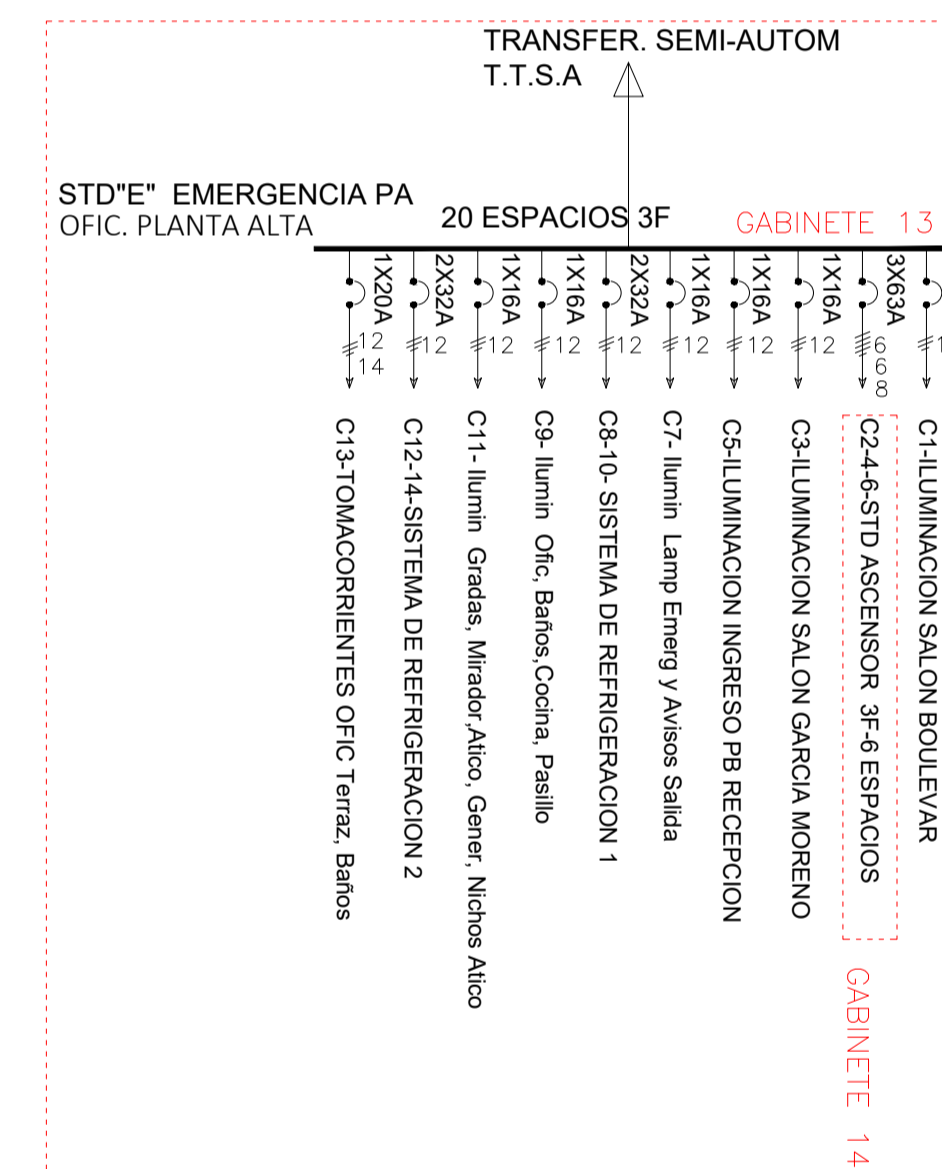 TRANSFER. SEMI-AUTOM
T.T.S.A
STD"E" EMERGENCIA PA
OFIC. PLANTA ALTA
20 ESPACIOS 3F
GABINETE 13
1X20A
12
14
C13-TOMACORRIENTES OFIC Terraz, Baños
2X32A
12
C12-14-SISTEMA DE REFRIGERACION 2
1X16A
12
C11- Ilumin Gradas, Mirador,Atico, Gener, Nichos Atico
1X16A
12
C9- Ilumin Ofic, Baños,Cocina, Pasillo
2X32A
12
C8-10- SISTEMA DE REFRIGERACION 1
1X16A
12
C7- Ilumin Lamp Emerg y Avisos Salida
1X16A
12
C5-ILUMINACION INGRESO PB RECEPCION
1X16A
12
C3-ILUMINACION SALON GARCIA MORENO
3X63A
6
6
8
C2-4-6-STD ASCENSOR 3F-6 ESPACIOS
GABINETE 14
C1-ILUMINACION SALON BOULEVAR